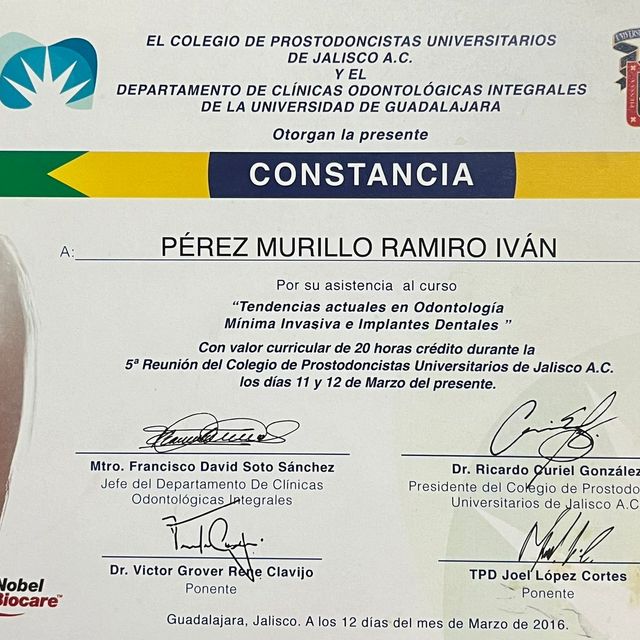 EL COLEGIO DE PROSTODONCISTAS UNIVERSITARIOS
DE JALISCO A.C.
Y EL
DEPARTAMENTO DE CLÍNICAS ODONTOLÓGICAS INTEGRALES
DE LA UNIVERSIDAD DE GUADALAJARA
Otorgan la presente
CONSTANCIA
A: PÉREZ MURILLO RAMIRO IVÁN
Por su asistencia al curso
“Tendencias actuales en Odontología
Mínima Invasiva e Implantes Dentales ”
Con valor curricular de 20 horas crédito durante la
5ª Reunión del Colegio de Prostodoncistas Universitarios de Jalisco A.C.
los días 11 y 12 de Marzo del presente.
Mtro. Francisco David Soto Sánchez
Jefe del Departamento De Clínicas
Odontológicas Integrales
Dr. Ricardo Curiel González
Presidente del Colegio de Prostodo
Universitarios de Jalisco A.C
Dr. Victor Grover Rene Clavijo
Ponente
TPD Joel López Cortes
Ponente
Nobel
Biocare™
Guadalajara, Jalisco. A los 12 días del mes de Marzo de 2016.